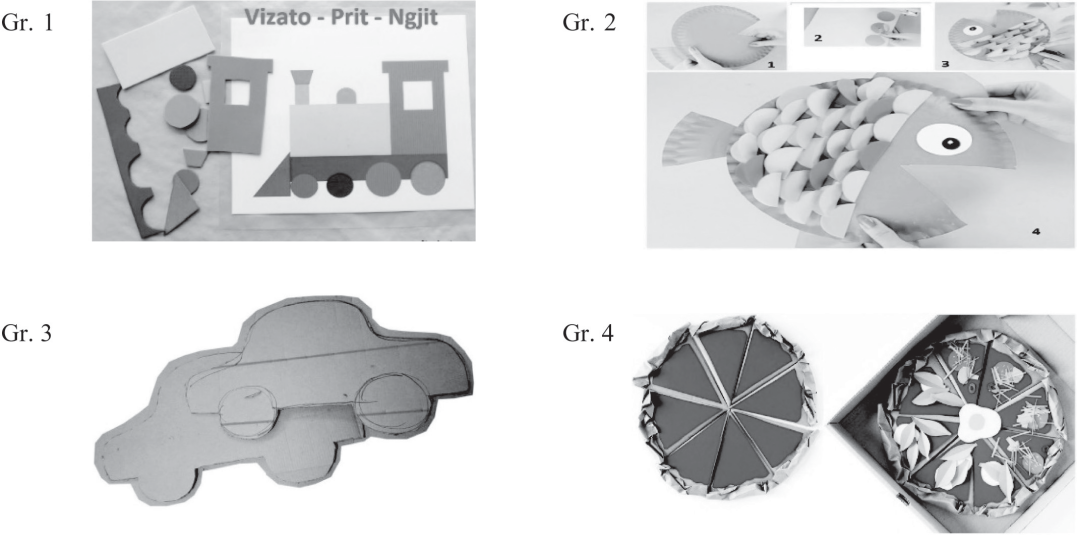 Gr. 1
Vizato - Prit - Ngjit
Gr. 2
1
2
3
4
Gr. 3
Gr. 4